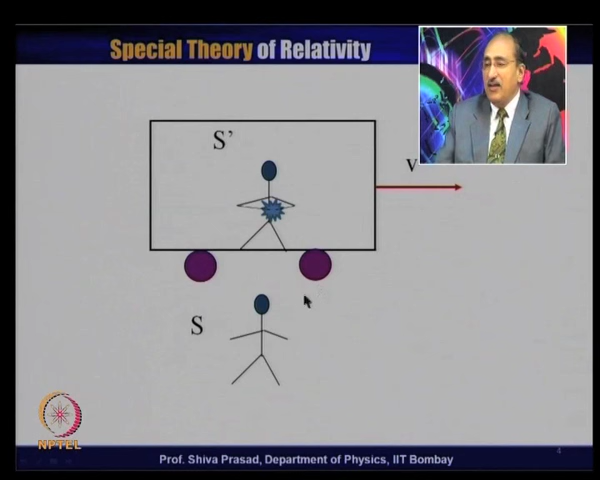 Special Theory of Relativity
S'
v
S
NPTEL
4
Prof. Shiva Prasad, Department of Physics, IIT Bombay